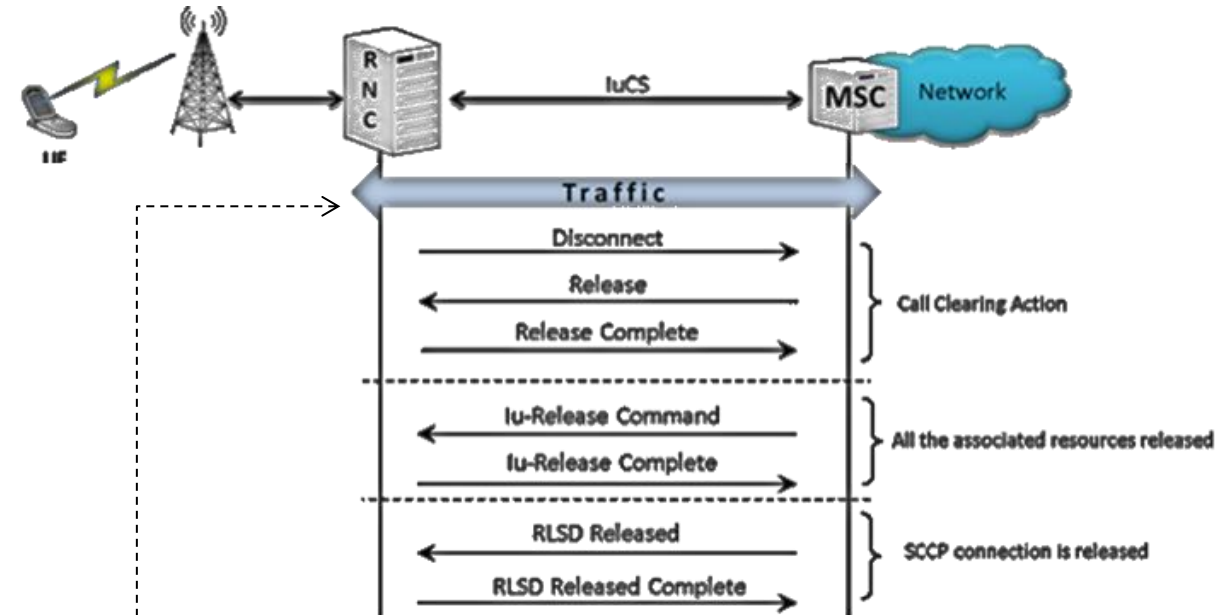 RNC
IuCS
MSC
Network
Traffic
Disconnect
Release
Call Clearing Action
Release Complete
Iu-Release Command
All the associated resources released
Iu-Release Complete
RLSD Released
SCCP connection is released
RLSD Released Complete